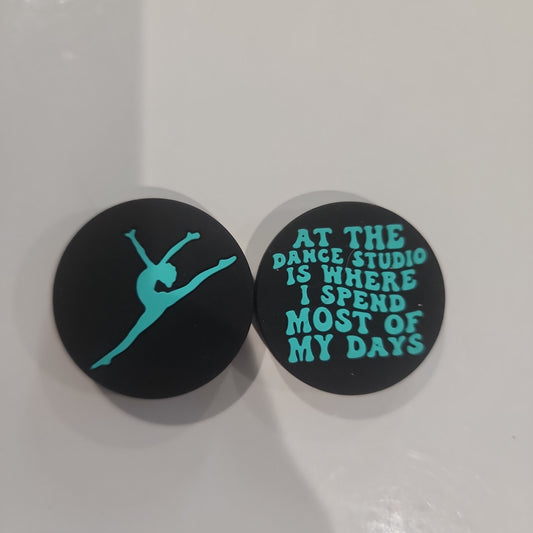 AT THE
DANCE STUDIO
IS WHERE
I SPEND
MOST OF
MY DAYS